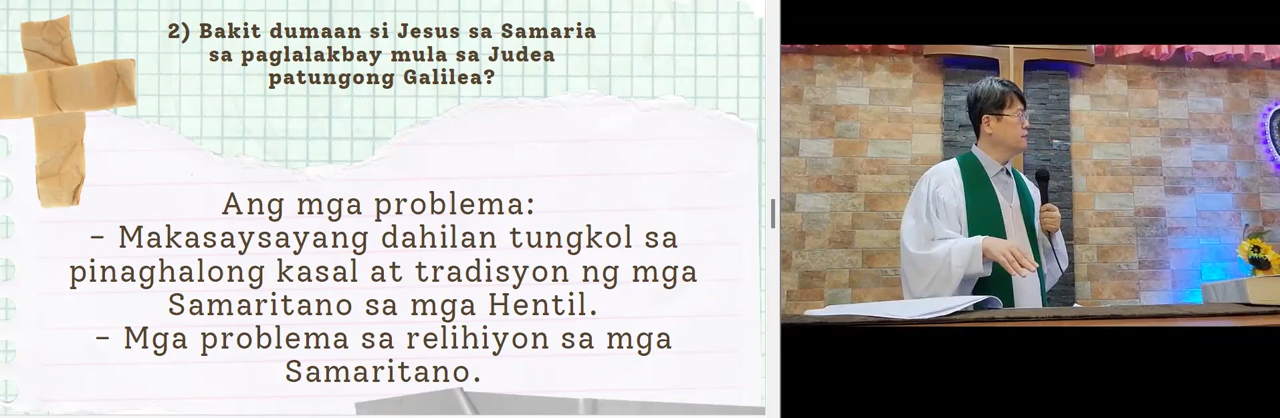 2) Bakit dumaan si Jesus sa Samaria
sa paglalakbay mula sa Judea
patungong Galilea?
Ang mga problema:
- Makasaysayang dahilan tungkol sa
pinaghalong kasal at tradisyon ng mga
Samaritano sa mga Hentil.
- Mga problema sa relihiyon sa mga
Samaritano.